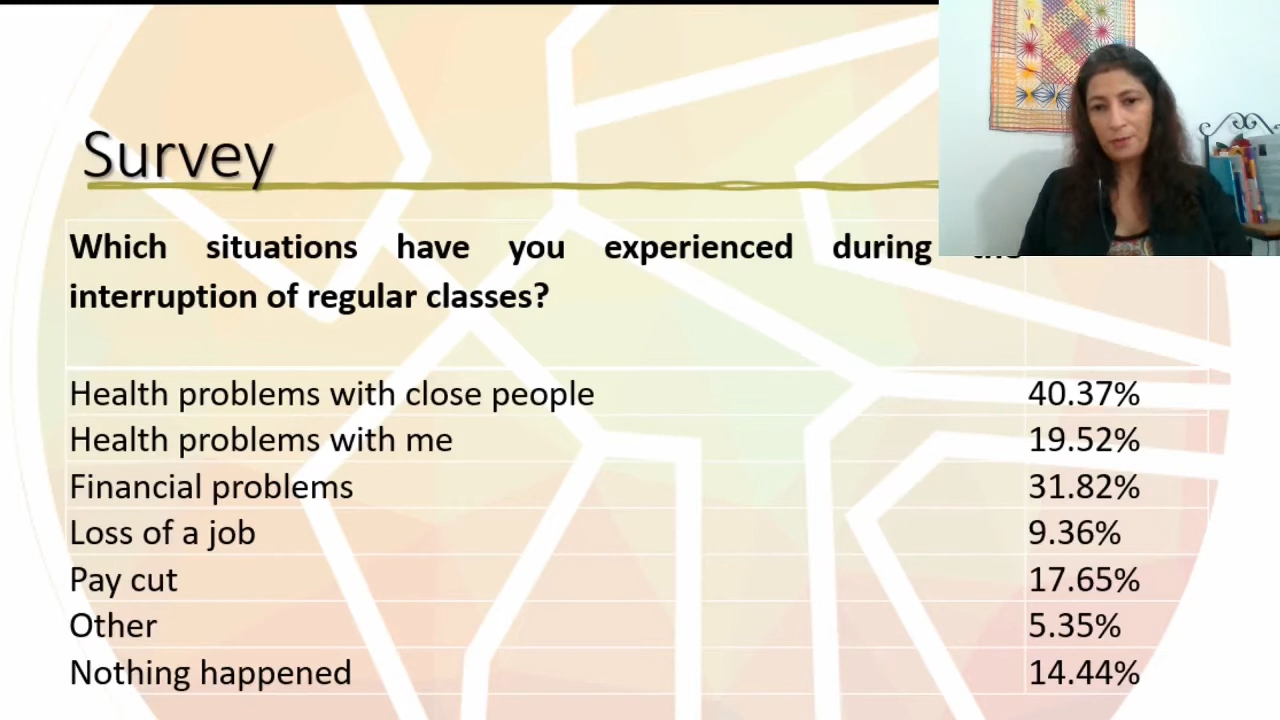 Survey
Which situations have you experienced during the
interruption of regular classes?
Health problems with close people 40.37%
Health problems with me 19.52%
Financial problems 31.82%
Loss of a job 9.36%
Pay cut 17.65%
Other 5.35%
Nothing happened 14.44%